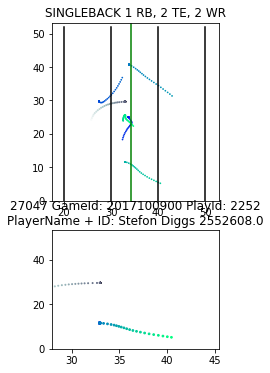 SINGLEBACK 1 RB, 2 TE, 2 WR
50
40
30
20
10
0
20 30 40 50
27047 GameId: 2017100900 PlayId: 2252
PlayerName + ID: Stefon Diggs 2552608.0
40
20
0
30 35 40 45